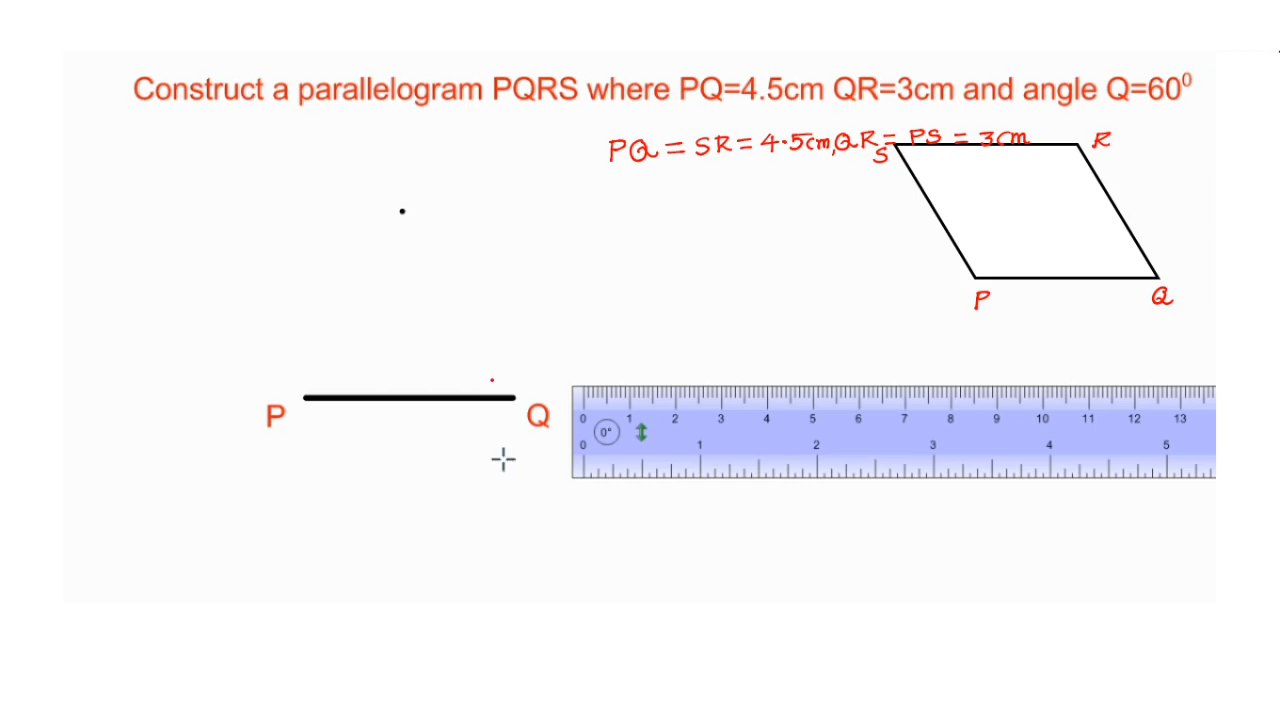 Construct a parallelogram PQRS where PQ=4.5cm QR=3cm and angle Q=60⁰
PQ = SR = 4.5cm, QR = PS = 3cm
R
S
P
Q
P
Q
0 1 2 3 4 5 6 7 8 9 10 11 12 13
0°
0 1 2 3 4 5